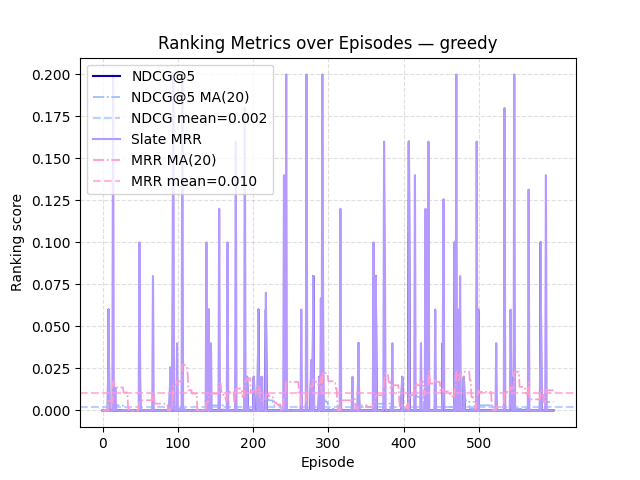 Ranking Metrics over Episodes — greedy
NDCG@5
NDCG@5 MA(20)
NDCG mean=0.002
Slate MRR
MRR MA(20)
MRR mean=0.010
Ranking score
0.200
0.175
0.150
0.125
0.100
0.075
0.050
0.025
0.000
0 100 200 300 400 500
Episode